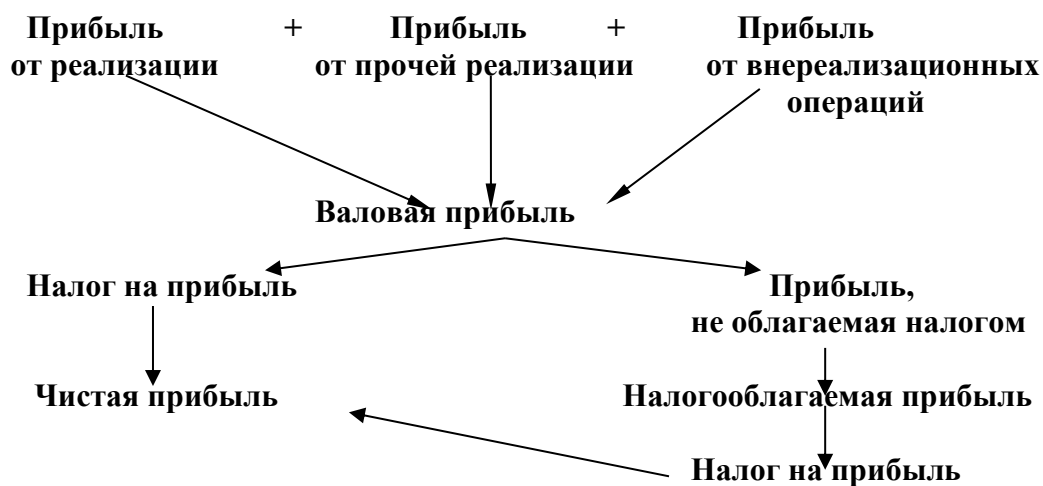 Прибыль + Прибыль + Прибыль
от реализации от прочей реализации от внереализационных
операций
Валовая прибыль
Налог на прибыль Прибыль,
не облагаемая налогом
Чистая прибыль Налогооблагаемая прибыль
Налог на прибыль